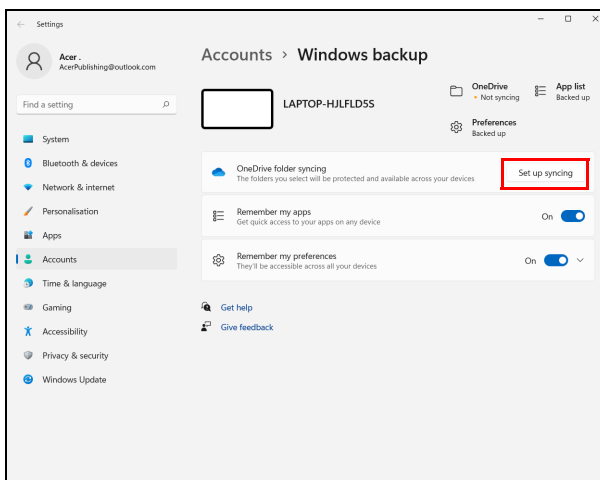 Settings
Acer .
AcerPublishing@outlook.com
Find a setting
System
Bluetooth & devices
Network & internet
Personalisation
Apps
Accounts
Time & language
Gaming
Accessibility
Privacy & security
Windows Update
Accounts > Windows backup
LAPTOP-HJLFLD5S
OneDrive
• Not syncing
App list
Backed up
Preferences
Backed up
OneDrive folder syncing
The folders you select will be protected and available across your devices
Set up syncing
Remember my apps
Get quick access to your apps on any device
On
Remember my preferences
They'll be accessible across all your devices
On
Get help
Give feedback